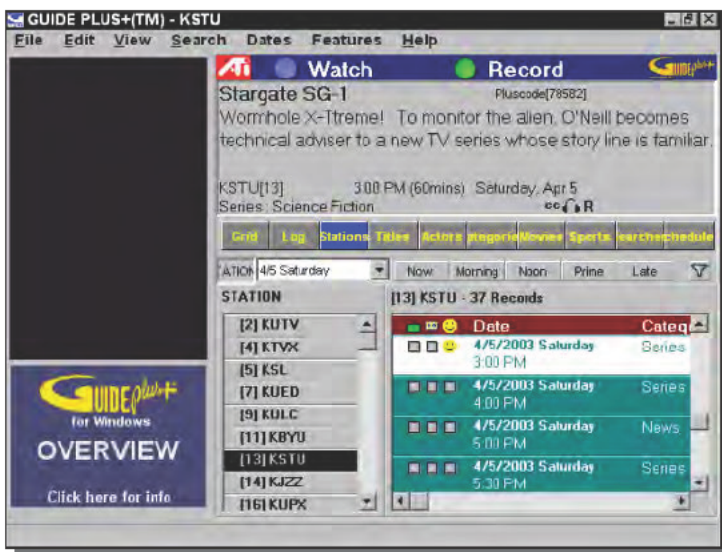 GUIDE PLUS+(TM) - KSTU
File Edit View Search Dates Features Help
ATI Watch Record GUIDE plus+
Stargate SG-1 Pluscode[78582]
Wormhole X-Ttreme! To monitor the alien, O'Neill becomes
technical adviser to a new TV series whose story line is familiar.
KSTU[13] 3:00 PM (60mins) Saturday, Apr 5
Series: Science Fiction cc R
Grid Log Stations Titles Actors ategorie Movies Sports earches chedule
ATION 4/5 Saturday Now Morning Noon Prime Late
STATION [13] KSTU - 37 Records
[2] KUTV
[4] KTVX
[5] KSL
[7] KUED
[9] KULC
[11] KBYU
[13] KSTU
[14] KJZZ
[16] KUPX
Date Categ
4/5/2003 Saturday Series
3:00 PM
4/5/2003 Saturday Series
4:00 PM
4/5/2003 Saturday News
5:00 PM
4/5/2003 Saturday Series
5:30 PM
GUIDE plus+
for Windows
OVERVIEW
Click here for info